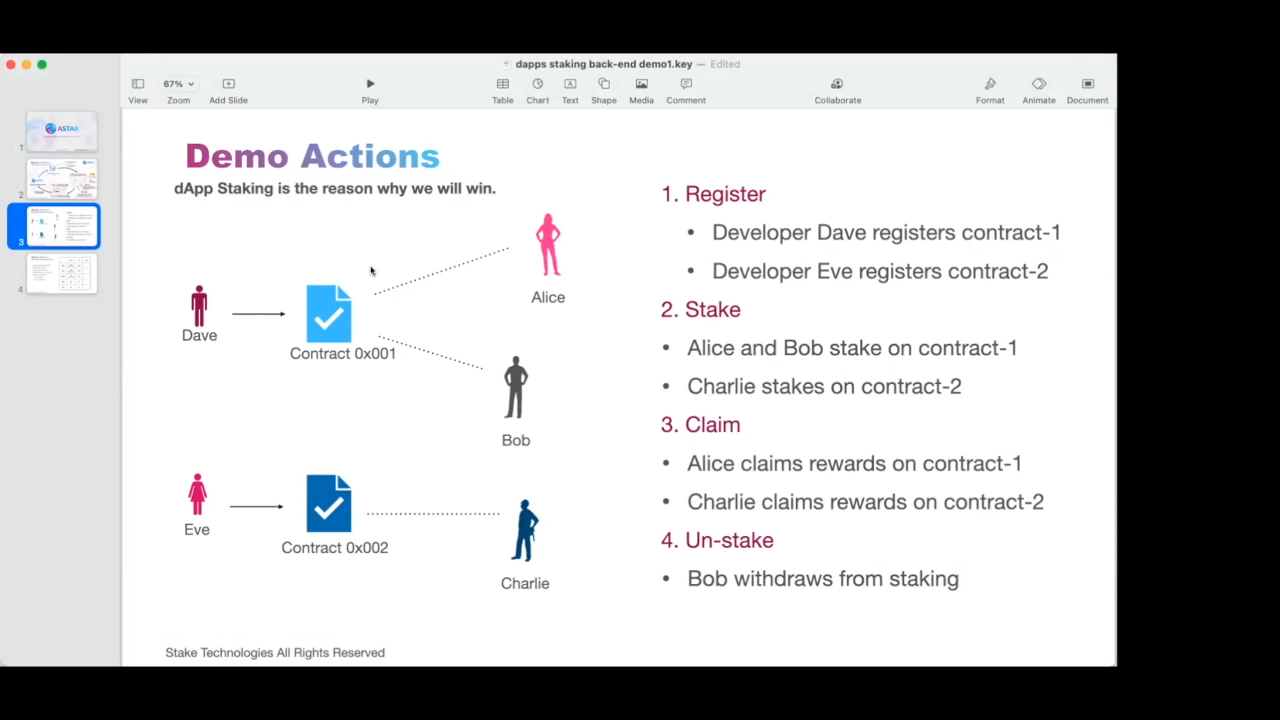 dapps staking back-end demo1.key — Edited
67%
View
Zoom
Add Slide
Play
Table
Chart
Text
Shape
Media
Comment
Collaborate
Format
Animate
Document
1
ASTAR
2
3
4
Demo Actions
dApp Staking is the reason why we will win.
Alice
Dave
Contract 0x001
Bob
Eve
Contract 0x002
Charlie
1. Register
• Developer Dave registers contract-1
• Developer Eve registers contract-2
2. Stake
• Alice and Bob stake on contract-1
• Charlie stakes on contract-2
3. Claim
• Alice claims rewards on contract-1
• Charlie claims rewards on contract-2
4. Un-stake
• Bob withdraws from staking
Stake Technologies All Rights Reserved